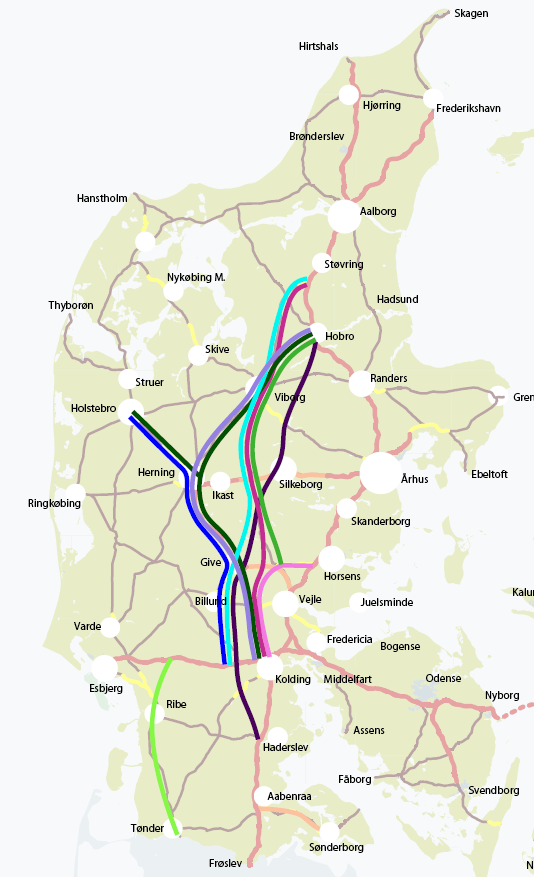 Skagen
Hirtshals
Hjørring
Frederikshavn
Brønderslev
Hanstholm
Aalborg
Støvring
Nykøbing M.
Hadsund
Thyborøn
Hobro
Skive
Struer
Randers
Viborg
Gren
Holstebro
Herning
Århus
Ebeltoft
Silkeborg
Ikast
Ringkøbing
Skanderborg
Give
Horsens
Kalu
Billund
Vejle
Juelsminde
Varde
Fredericia
Bogense
Kolding
Middelfart
Odense
Esbjerg
Nyborg
Ribe
Assens
Haderslev
Fåborg
Svendborg
Aabenraa
Tønder
Sønderborg
Frøslev
N